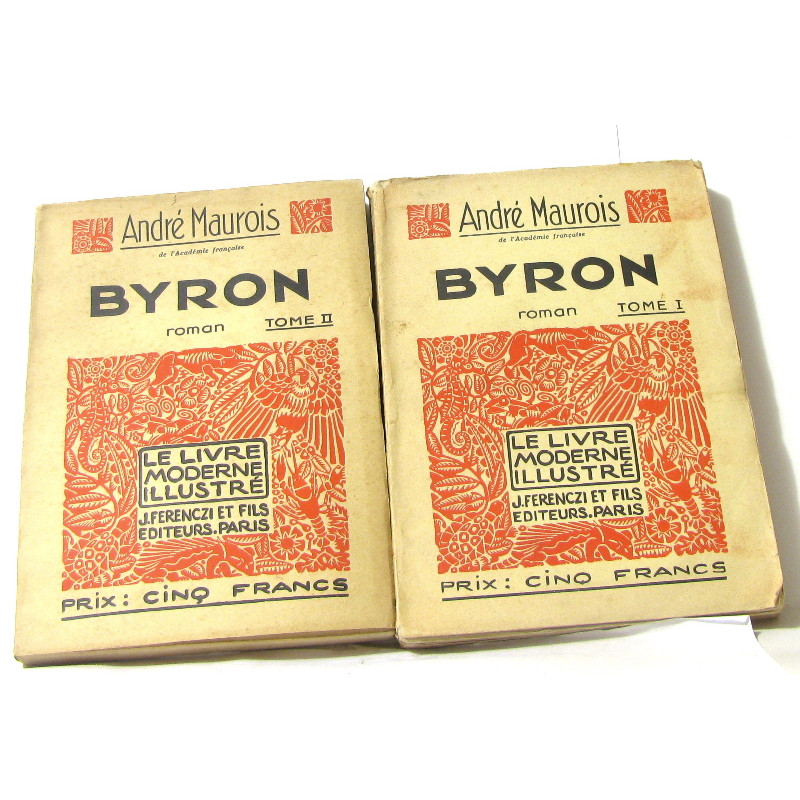 André Maurois
de l'Académie française
BYRON
roman TOME II
LE LIVRE
MODERNE
ILLUSTRÉ
J. FERENCZI ET FILS
EDITEURS. PARIS
PRIX : CINQ FRANCS
André Maurois
de l'Académie française
BYRON
roman TOME I
LE LIVRE
MODERNE
ILLUSTRÉ
J. FERENCZI ET FILS
EDITEURS. PARIS
PRIX : CINQ FRANCS